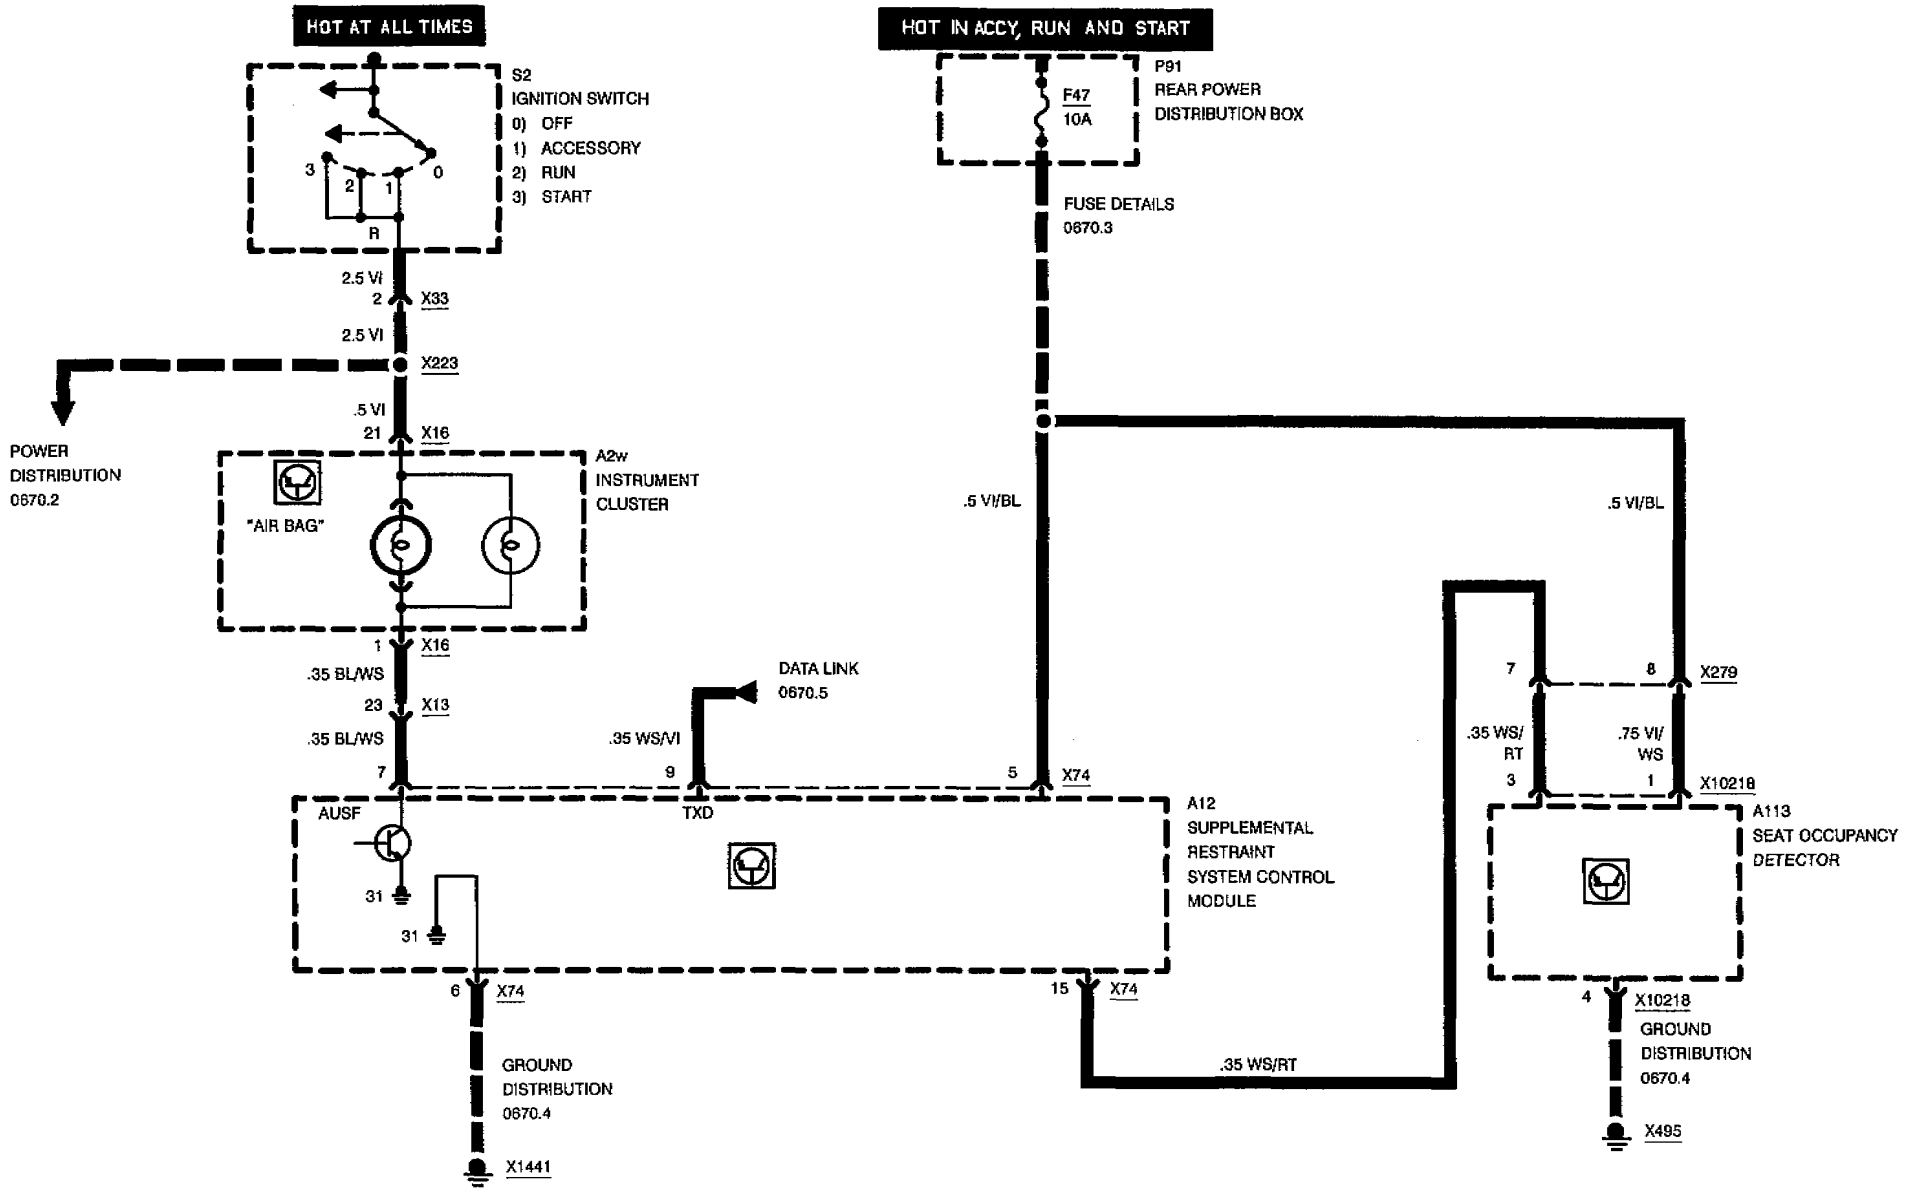 HOT AT ALL TIMES
S2
IGNITION SWITCH
0) OFF
1) ACCESSORY
2) RUN
3) START
3
2
1
0
R
2.5 VI
2
X33
2.5 VI
X223
.5 VI
21
X16
POWER
DISTRIBUTION
0670.2
"AIR BAG"
A2w
INSTRUMENT
CLUSTER
1
X16
.35 BL/WS
23
X13
.35 BL/WS
7
HOT IN ACCY, RUN AND START
P91
REAR POWER
DISTRIBUTION BOX
F47
10A
FUSE DETAILS
0670.3
.5 VI/BL
.5 VI/BL
DATA LINK
0670.5
.35 WS/VI
9
5
X74
7
8
X279
.35 WS/
RT
.75 VI/
WS
3
1
X10218
AUSF
TXD
31
31
A12
SUPPLEMENTAL
RESTRAINT
SYSTEM CONTROL
MODULE
A113
SEAT OCCUPANCY
DETECTOR
6
X74
15
X74
4
X10218
GROUND
DISTRIBUTION
0670.4
GROUND
DISTRIBUTION
0670.4
.35 WS/RT
X1441
X495